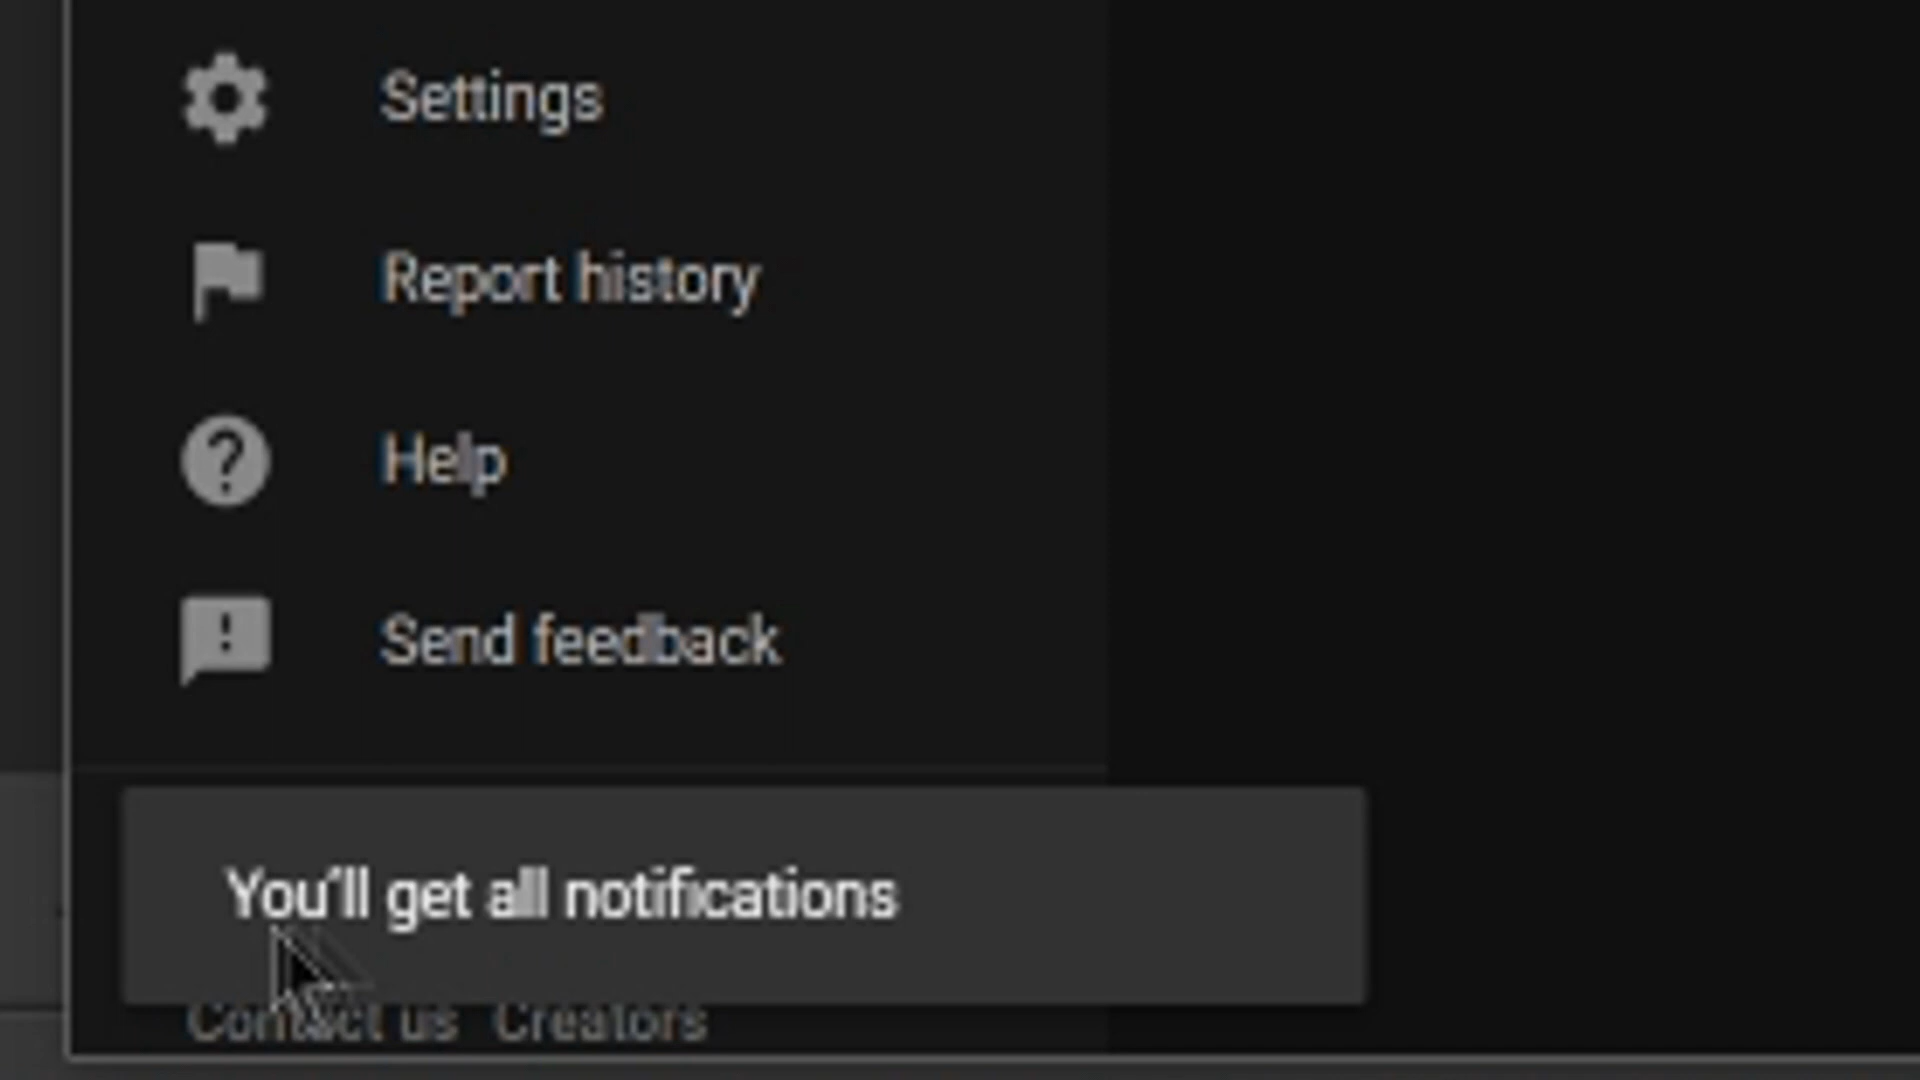 Settings
Report history
Help
Send feedback
You'll get all notifications
Contact us Creators